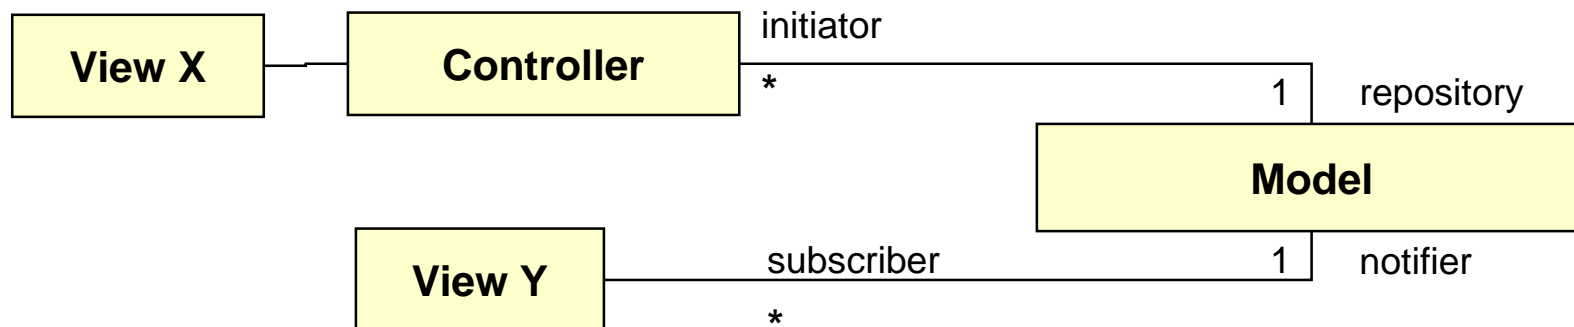 View X
Controller
initiator
*
1
repository
Model
View Y
subscriber
*
1
notifier